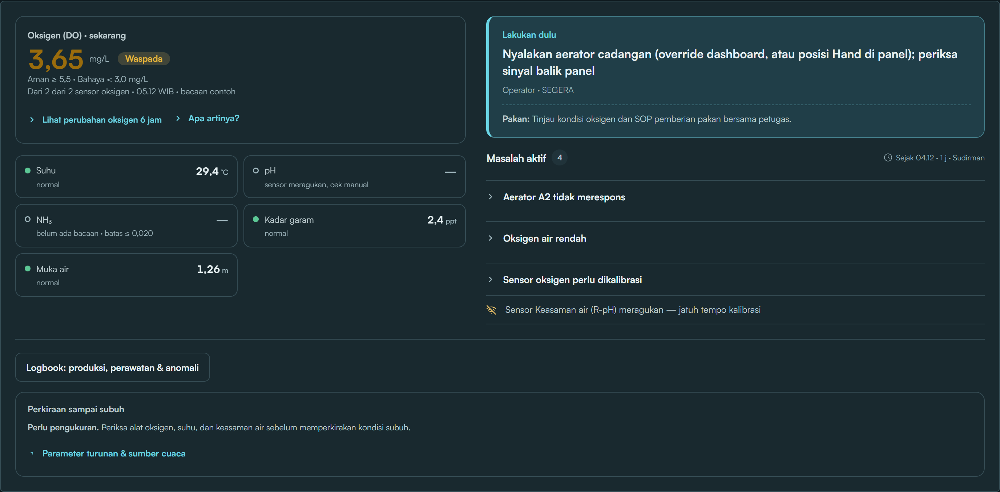 Oksigen (DO) · sekarang
3,65 mg/L Waspada
Aman ≥ 5,5 · Bahaya < 3,0 mg/L
Dari 2 dari 2 sensor oksigen · 05.12 WIB · bacaan contoh
Lihat perubahan oksigen 6 jam
Apa artinya?
Suhu 29,4 °C
normal
pH —
sensor meragukan, cek manual
NH₃ —
belum ada bacaan · batas ≤ 0,020
Kadar garam 2,4 ppt
normal
Muka air 1,26 m
normal
Lakukan dulu
Nyalakan aerator cadangan (override dashboard, atau posisi Hand di panel); periksa
sinyal balik panel
Operator · SEGERA
Pakan: Tinjau kondisi oksigen dan SOP pemberian pakan bersama petugas.
Masalah aktif 4
Sejak 04.12 · 1 j · Sudirman
Aerator A2 tidak merespons
Oksigen air rendah
Sensor oksigen perlu dikalibrasi
Sensor Keasaman air (R-pH) meragukan — jatuh tempo kalibrasi
Logbook: produksi, perawatan & anomali
Perkiraan sampai subuh
Perlu pengukuran. Periksa alat oksigen, suhu, dan keasaman air sebelum memperkirakan kondisi subuh.
Parameter turunan & sumber cuaca